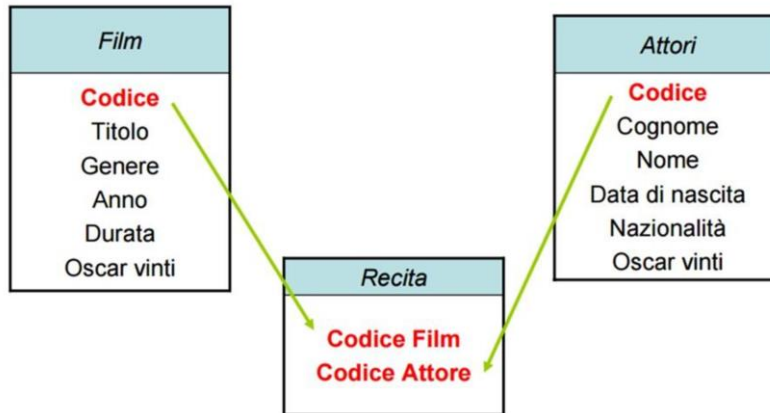 Film
Codice
Titolo
Genere
Anno
Durata
Oscar vinti
Attori
Codice
Cognome
Nome
Data di nascita
Nazionalità
Oscar vinti
Recita
Codice Film
Codice Attore